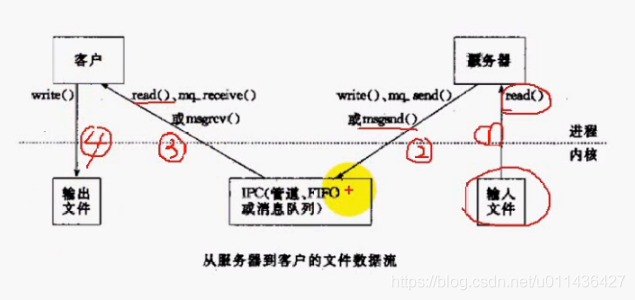 客户
服务器
write()
read()、mq_receive()
或msgrcv()
write()、mq_send()
或msgsnd()
read()
④
③
②
①
进程
内核
输出
文件
IPC(管道、FIFO
或消息队列)
输入
文件
从服务器到客户的文件数据流
https://blog.csdn.net/u011436427